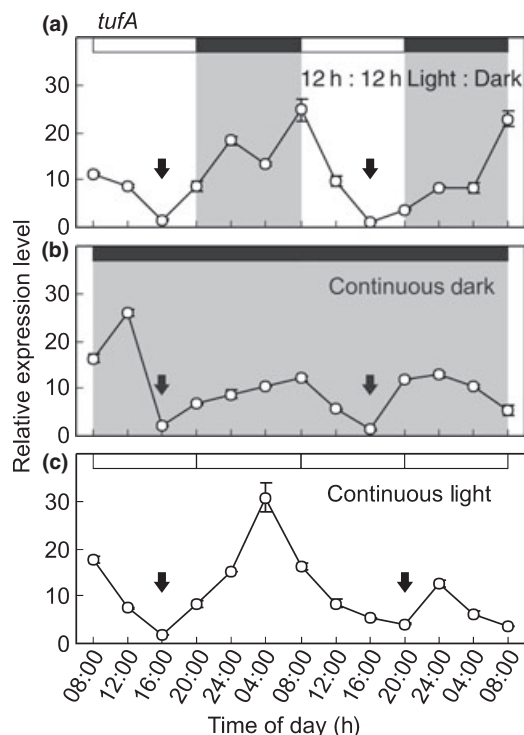 (a) tufA
12 h : 12 h Light : Dark
30
20
10
0
(b)
Continuous dark
30
20
10
0
(c)
Continuous light
30
20
10
0
Relative expression level
08:00 12:00 16:00 20:00 24:00 04:00 08:00 12:00 16:00 20:00 24:00 04:00 08:00
Time of day (h)